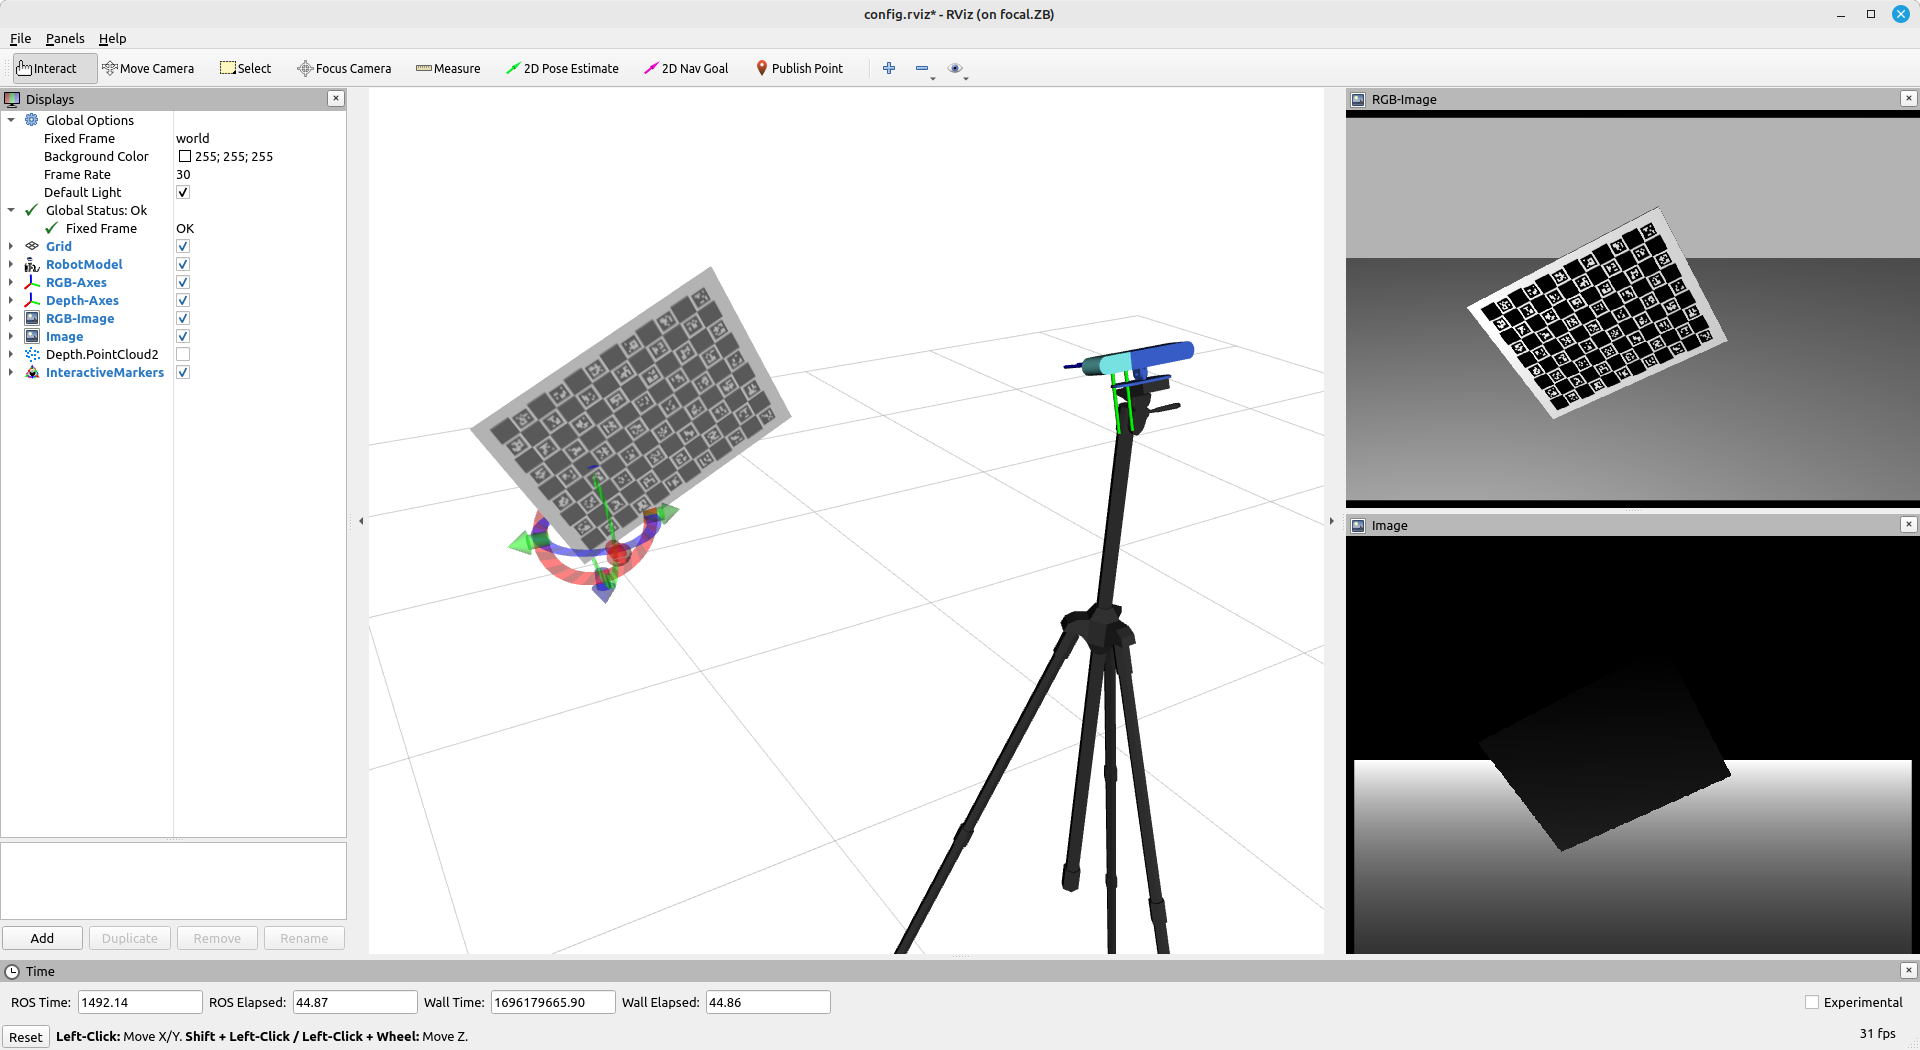 config.rviz* - RViz (on focal.ZB)
File Panels Help
Interact Move Camera Select Focus Camera Measure 2D Pose Estimate 2D Nav Goal Publish Point
Displays
Global Options
Fixed Frame world
Background Color 255; 255; 255
Frame Rate 30
Default Light
Global Status: Ok
Fixed Frame OK
Grid
RobotModel
RGB-Axes
Depth-Axes
RGB-Image
Image
Depth.PointCloud2
InteractiveMarkers
Add Duplicate Remove Rename
RGB-Image
Image
Time
ROS Time: 1492.14 ROS Elapsed: 44.87 Wall Time: 1696179665.90 Wall Elapsed: 44.86 Experimental
Reset Left-Click: Move X/Y. Shift + Left-Click / Left-Click + Wheel: Move Z. 31 fps